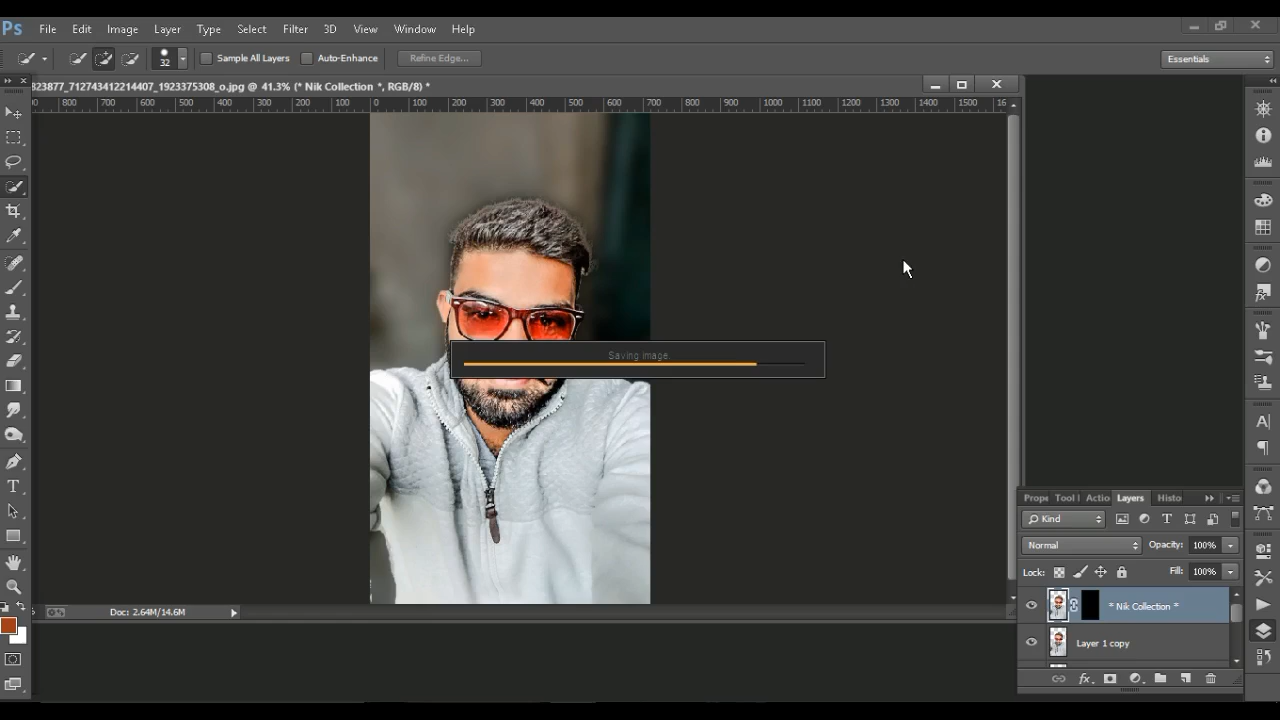 Ps File Edit Image Layer Type Select Filter 3D View Window Help
32 Sample All Layers Auto-Enhance Refine Edge... Essentials
823877_712743412214407_1923375308_o.jpg @ 41.3% (* Nik Collection *, RGB/8) *
800 700 600 500 400 300 200 100 0 100 200 300 400 500 600 700 800 900 1000 1100 1200 1300 1400 1500
Saving image.
Layers Histo
Kind
Normal Opacity: 100%
Lock: Fill: 100%
* Nik Collection *
Layer 1 copy
Doc: 2.64M/14.6M